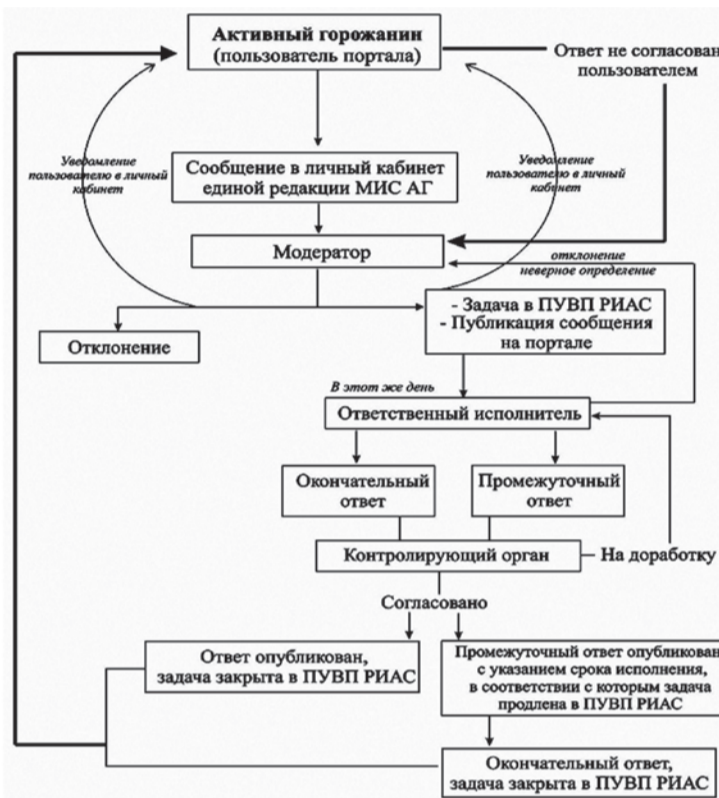 Активный горожанин
(пользователь портала)
Ответ не согласован
пользователем
Уведомление
пользователю в личный
кабинет
Уведомление
пользователю в личный
кабинет
Сообщение в личный кабинет
единой редакции МИС АГ
Модератор
отклонение
неверное определение
- Задача в ПУВП РИАС
- Публикация сообщения
на портале
Отклонение
В этот же день
Ответственный исполнитель
Окончательный
ответ
Промежуточный
ответ
Контролирующий орган
На доработку
Согласовано
Ответ опубликован,
задача закрыта в ПУВП РИАС
Промежуточный ответ опубликован
с указанием срока исполнения,
в соответствии с которым задача
продлена в ПУВП РИАС
Окончательный ответ,
задача закрыта в ПУВП РИАС